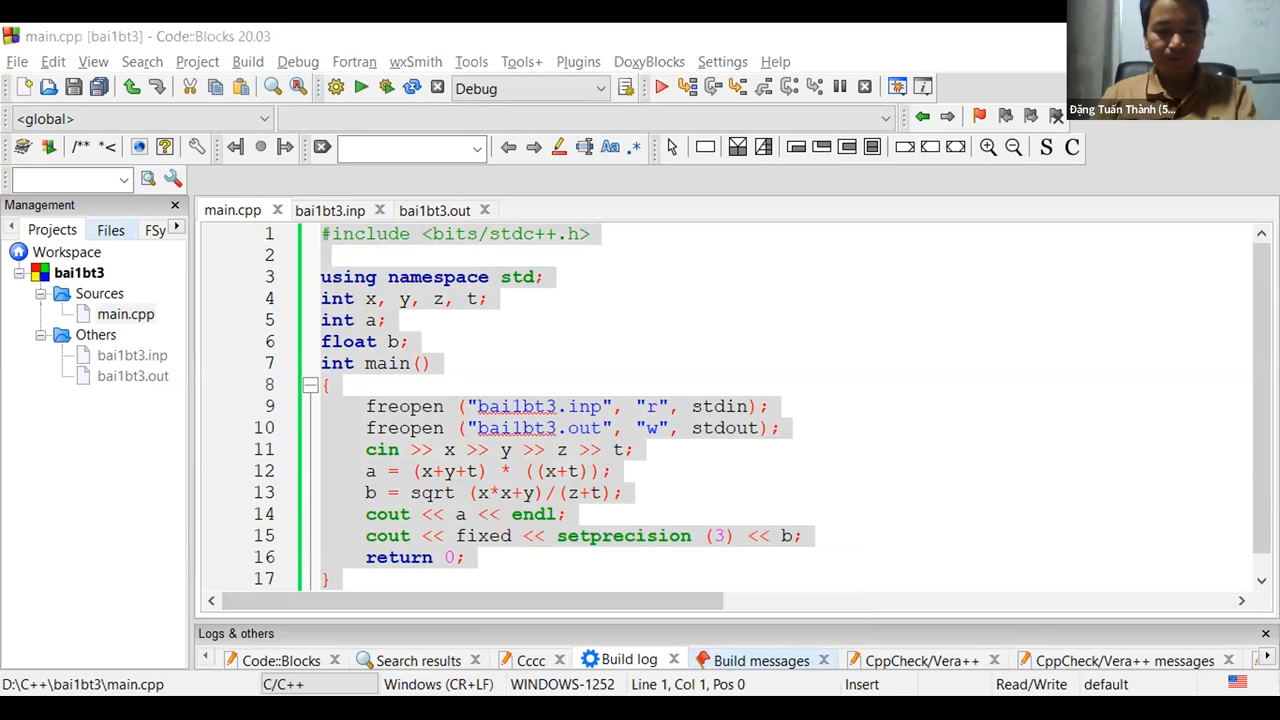 main.cpp [bai1bt3] - Code::Blocks 20.03
File Edit View Search Project Build Debug Fortran wxSmith Tools Tools+ Plugins DoxyBlocks Settings Help
Debug
Đặng Tuấn Thành (5...
<global>
/** *<
Aa .* S C
Management
Projects Files FSy
Workspace
bai1bt3
Sources
main.cpp
Others
bai1bt3.inp
bai1bt3.out
main.cpp bai1bt3.inp bai1bt3.out
1 #include <bits/stdc++.h>
2
3 using namespace std;
4 int x, y, z, t;
5 int a;
6 float b;
7 int main()
8 {
9 freopen ("bai1bt3.inp", "r", stdin);
10 freopen ("bai1bt3.out", "w", stdout);
11 cin >> x >> y >> z >> t;
12 a = (x+y+t) * ((x+t));
13 b = sqrt (x*x+y)/(z+t);
14 cout << a << endl;
15 cout << fixed << setprecision (3) << b;
16 return 0;
17 }
Logs & others
Code::Blocks Search results Cccc Build log Build messages CppCheck/Vera++ CppCheck/Vera++ messages
D:\C++\bai1bt3\main.cpp C/C++ Windows (CR+LF) WINDOWS-1252 Line 1, Col 1, Pos 0 Insert Read/Write default